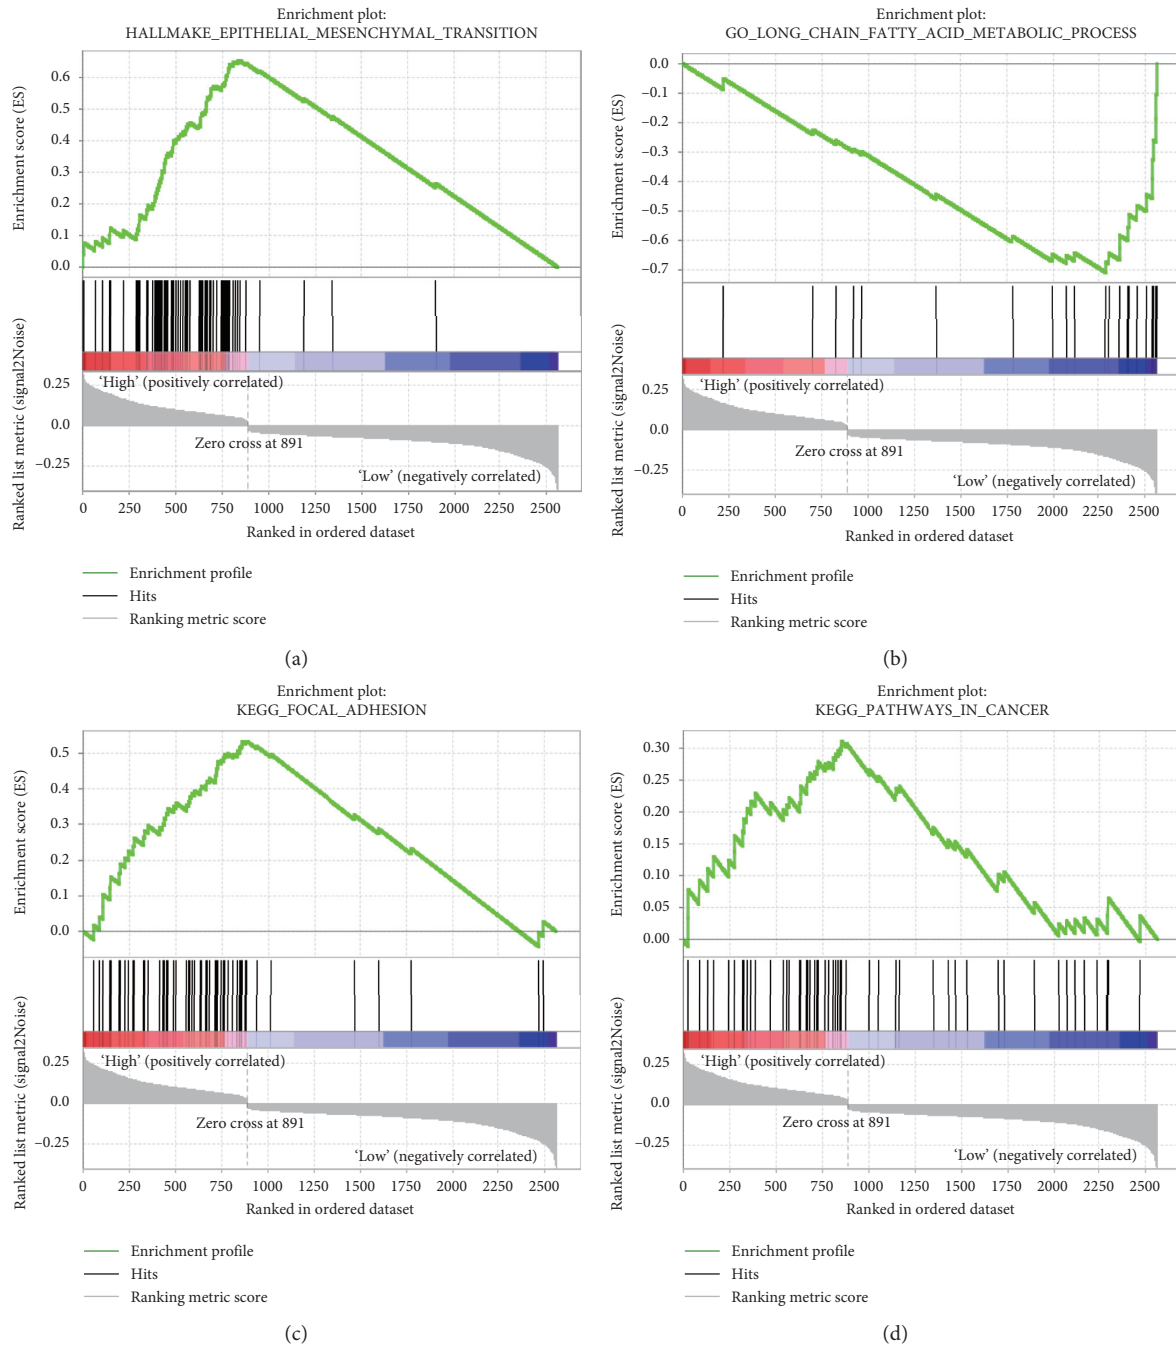 Enrichment plot:
HALLMAKE_EPITHELIAL_MESENCHYMAL_TRANSITION
Enrichment score (ES)
0.6
0.5
0.4
0.3
0.2
0.1
0.0
Ranked list metric (signal2Noise)
0.25
0.0
–0.25
‘High’ (positively correlated)
Zero cross at 891
‘Low’ (negatively correlated)
0 250 500 750 1000 1250 1500 1750 2000 2250 2500
Ranked in ordered dataset
Enrichment profile
Hits
Ranking metric score
(a)
Enrichment plot:
GO_LONG_CHAIN_FATTY_ACID_METABOLIC_PROCESS
Enrichment score (ES)
0.0
–0.1
–0.2
–0.3
–0.4
–0.5
–0.6
–0.7
Ranked list metric (signal2Noise)
0.25
0.0
–0.25
‘High’ (positively correlated)
Zero cross at 891
‘Low’ (negatively correlated)
0 250 500 750 1000 1250 1500 1750 2000 2250 2500
Ranked in ordered dataset
Enrichment profile
Hits
Ranking metric score
(b)
Enrichment plot:
KEGG_FOCAL_ADHESION
Enrichment score (ES)
0.5
0.4
0.3
0.2
0.1
0.0
Ranked list metric (signal2Noise)
0.25
0.0
–0.25
‘High’ (positively correlated)
Zero cross at 891
‘Low’ (negatively correlated)
0 250 500 750 1000 1250 1500 1750 2000 2250 2500
Ranked in ordered dataset
Enrichment profile
Hits
Ranking metric score
(c)
Enrichment plot:
KEGG_PATHWAYS_IN_CANCER
Enrichment score (ES)
0.30
0.25
0.20
0.15
0.10
0.05
0.00
Ranked list metric (signal2Noise)
0.25
0.0
–0.25
‘High’ (positively correlated)
Zero cross at 891
‘Low’ (negatively correlated)
0 250 500 750 1000 1250 1500 1750 2000 2250 2500
Ranked in ordered dataset
Enrichment profile
Hits
Ranking metric score
(d)